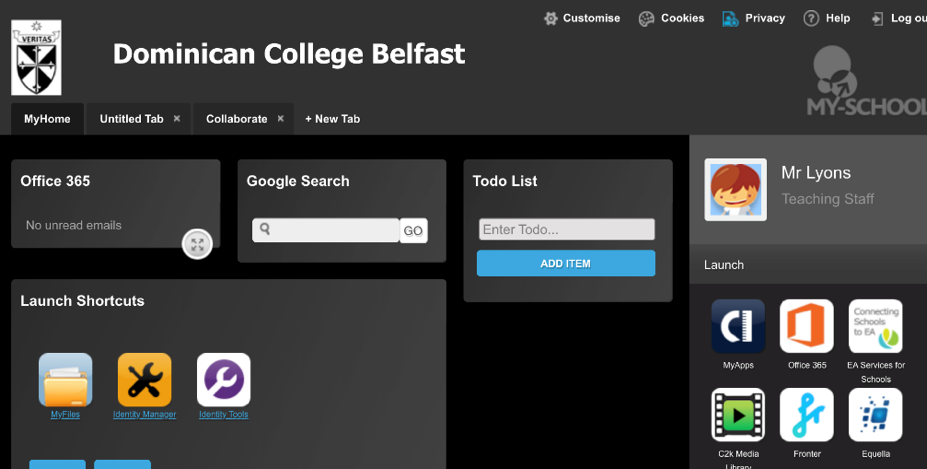 Customise Cookies Privacy Help Log ou
VERITAS
Dominican College Belfast
MY-SCHOOL
MyHome Untitled Tab × Collaborate × + New Tab
Office 365
No unread emails
Google Search
GO
Todo List
Enter Todo...
ADD ITEM
Mr Lyons
Teaching Staff
Launch
Launch Shortcuts
MyFiles Identity Manager Identity Tools
Connecting
Schools
to EA
MyApps Office 365 EA Services for
Schools
C2k Media Fronter Equella
Library